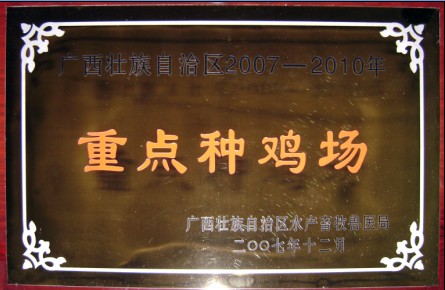 广西壮族自治区2007—2010年
重点种鸡场
广西壮族自治区水产畜牧兽医局
二〇〇七年十二月